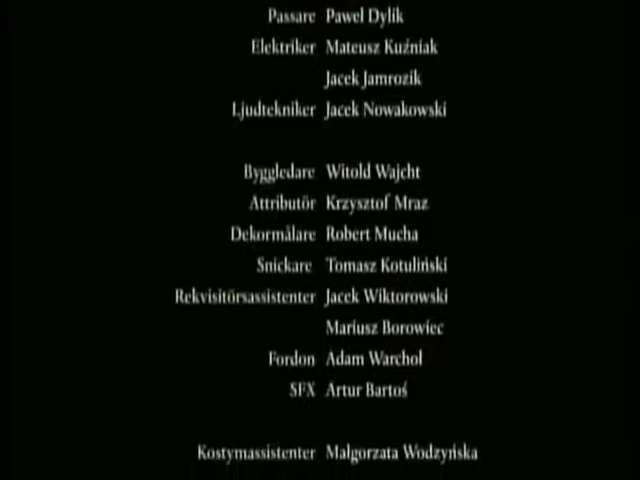 Passare Pawel Dylik
Elektriker Mateusz Kuźniak
Jacek Jamrozik
Ljudtekniker Jacek Nowakowski
Byggledare Witold Wajcht
Attributör Krzysztof Mraz
Dekormålare Robert Mucha
Snickare Tomasz Kotuliński
Rekvisitörsassistenter Jacek Wiktorowski
Mariusz Borowiec
Fordon Adam Warchol
SFX Artur Bartoś
Kostymassistenter Malgorzata Wodzyńska